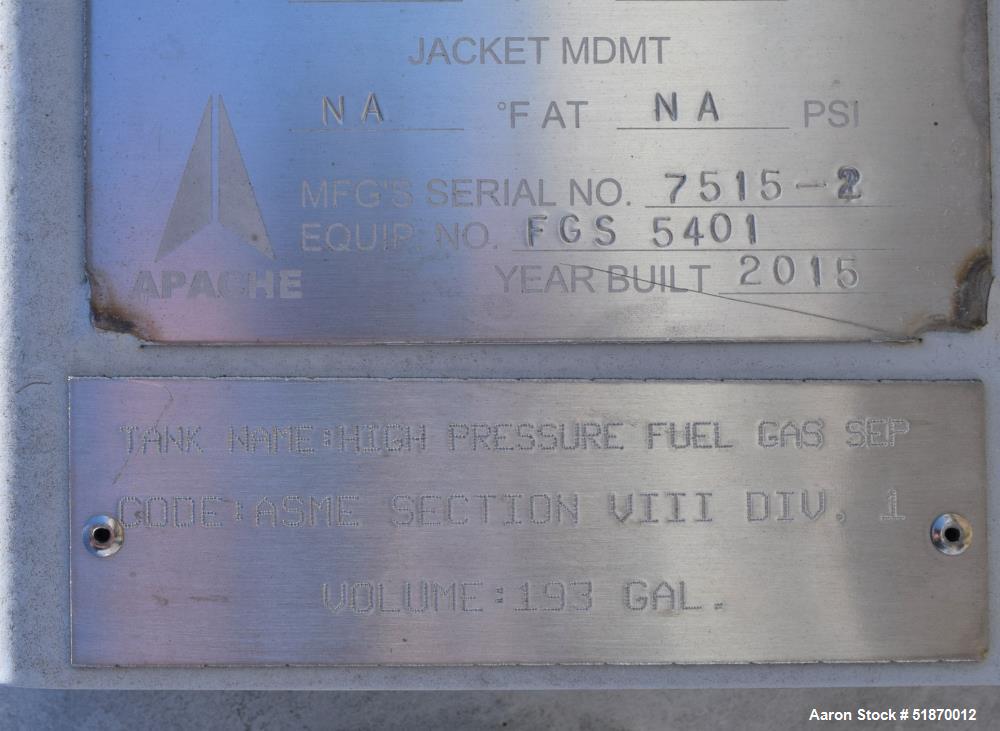 JACKET MDMT
NA °F AT NA PSI
MFG'S SERIAL NO. 7515-2
EQUIP. NO. FGS 5401
APACHE YEAR BUILT 2015
TANK NAME:HIGH PRESSURE FUEL GAS SEP
CODE:ASME SECTION VIII DIV. 1
VOLUME:193 GAL.
Aaron Stock # 51870012